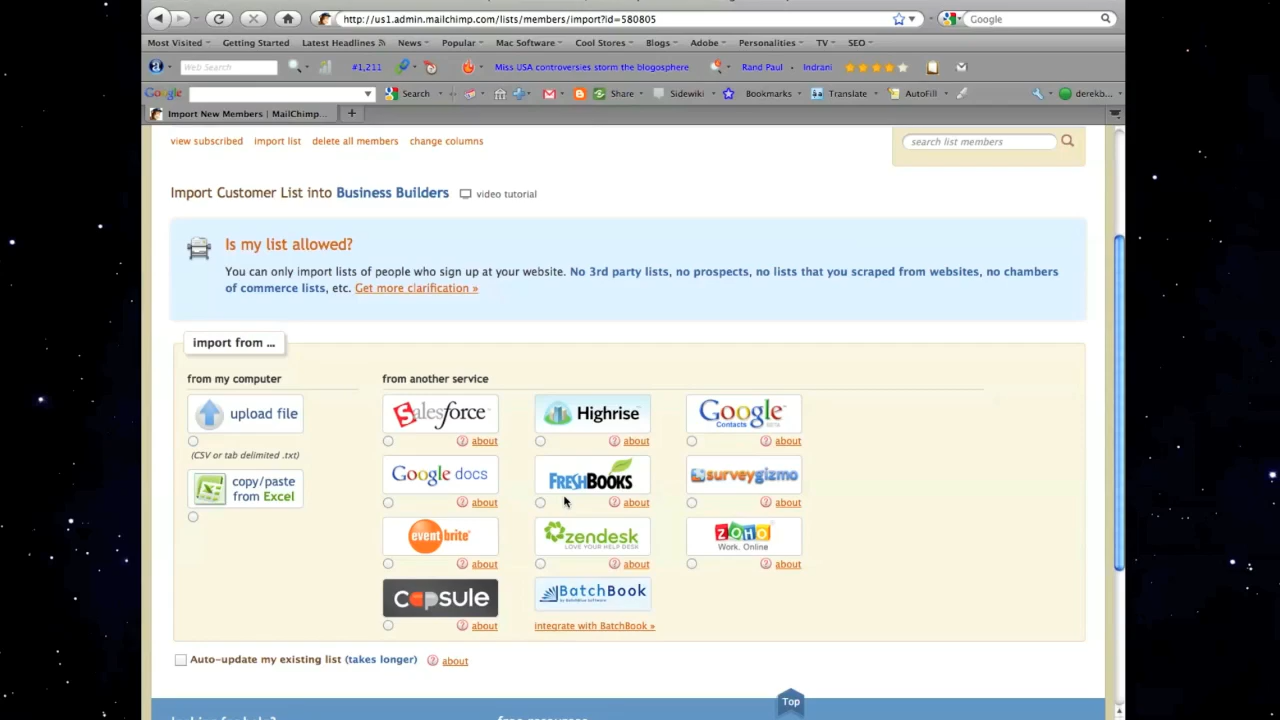 http://us1.admin.mailchimp.com/lists/members/import?id=580805
Google
Most Visited Getting Started Latest Headlines News Popular Mac Software Cool Stores Blogs Adobe Personalities TV SEO
Web Search #1,211 Miss USA controversies storm the blogosphere Rand Paul Indrani
Google Search Share Sidewiki Bookmarks Translate AutoFill derekb...
Import New Members | MailChimp...
view subscribed import list delete all members change columns
search list members
Import Customer List into Business Builders video tutorial
Is my list allowed?
You can only import lists of people who sign up at your website. No 3rd party lists, no prospects, no lists that you scraped from websites, no chambers
of commerce lists, etc. Get more clarification »
import from ...
from my computer from another service
upload file Salesforce Highrise Google Contacts BETA
about about about
(CSV or tab delimited .txt)
Google docs FRESHBOOKS surveygizmo
copy/paste
from Excel
about about about
eventbrite zendesk LOVE YOUR HELP DESK ZOHO Work. Online
about about about
capsule BatchBook by BatchBlue Software
about integrate with BatchBook »
Auto-update my existing list (takes longer) about
Top